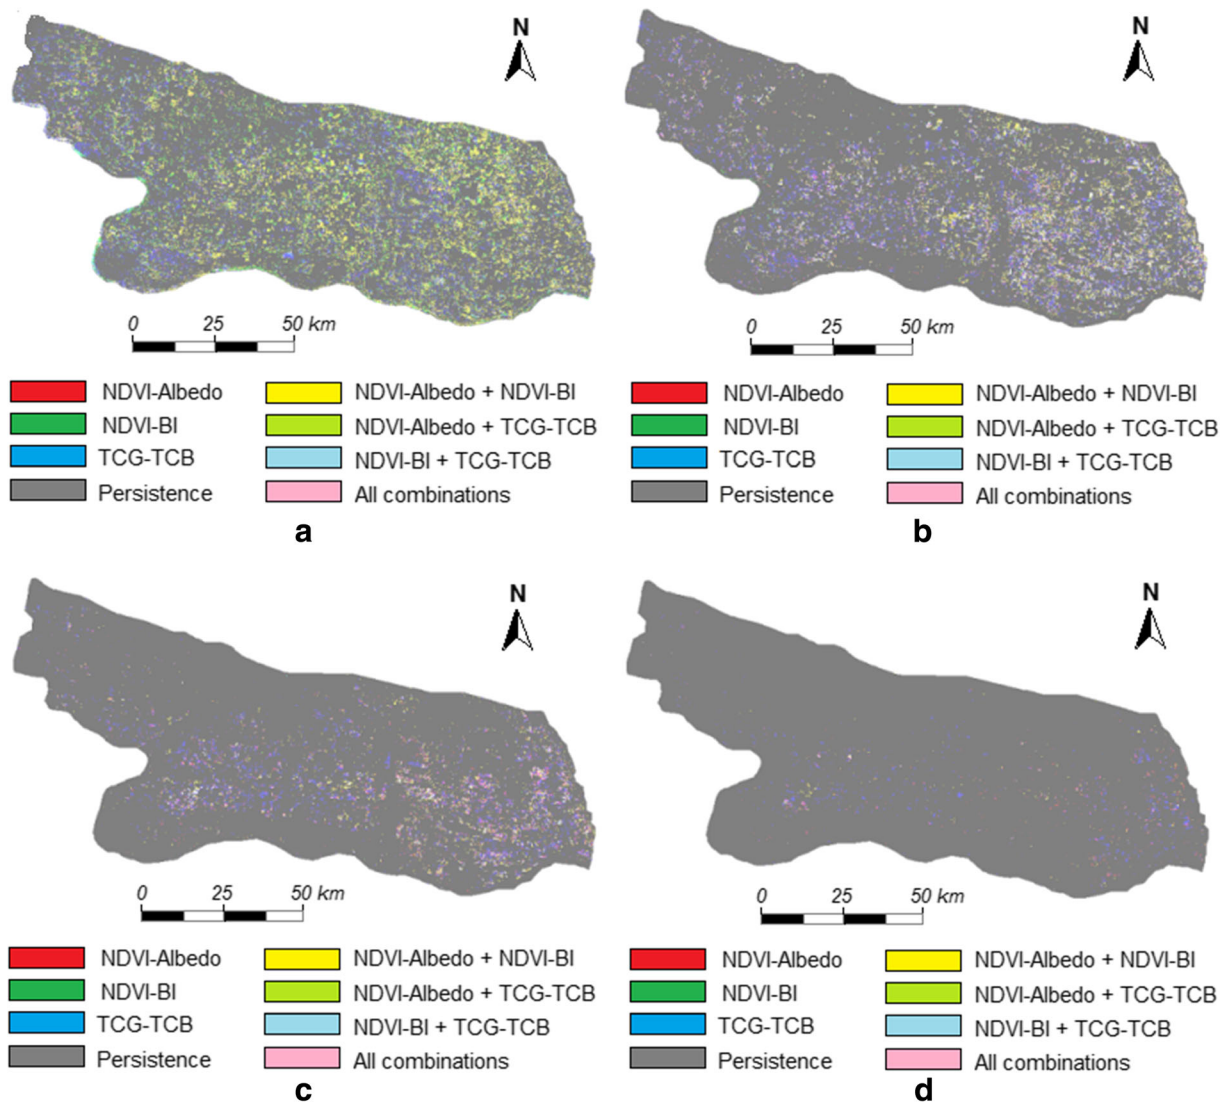 N
0 25 50 km
NDVI-Albedo
NDVI-BI
TCG-TCB
Persistence
NDVI-Albedo + NDVI-BI
NDVI-Albedo + TCG-TCB
NDVI-BI + TCG-TCB
All combinations
a
N
0 25 50 km
NDVI-Albedo
NDVI-BI
TCG-TCB
Persistence
NDVI-Albedo + NDVI-BI
NDVI-Albedo + TCG-TCB
NDVI-BI + TCG-TCB
All combinations
b
N
0 25 50 km
NDVI-Albedo
NDVI-BI
TCG-TCB
Persistence
NDVI-Albedo + NDVI-BI
NDVI-Albedo + TCG-TCB
NDVI-BI + TCG-TCB
All combinations
c
N
0 25 50 km
NDVI-Albedo
NDVI-BI
TCG-TCB
Persistence
NDVI-Albedo + NDVI-BI
NDVI-Albedo + TCG-TCB
NDVI-BI + TCG-TCB
All combinations
d